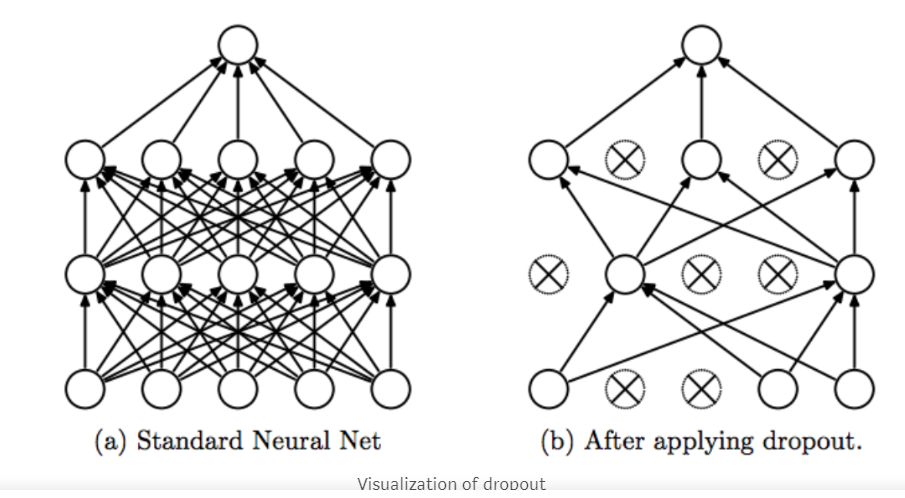 (a) Standard Neural Net
(b) After applying dropout.
Visualization of dropout